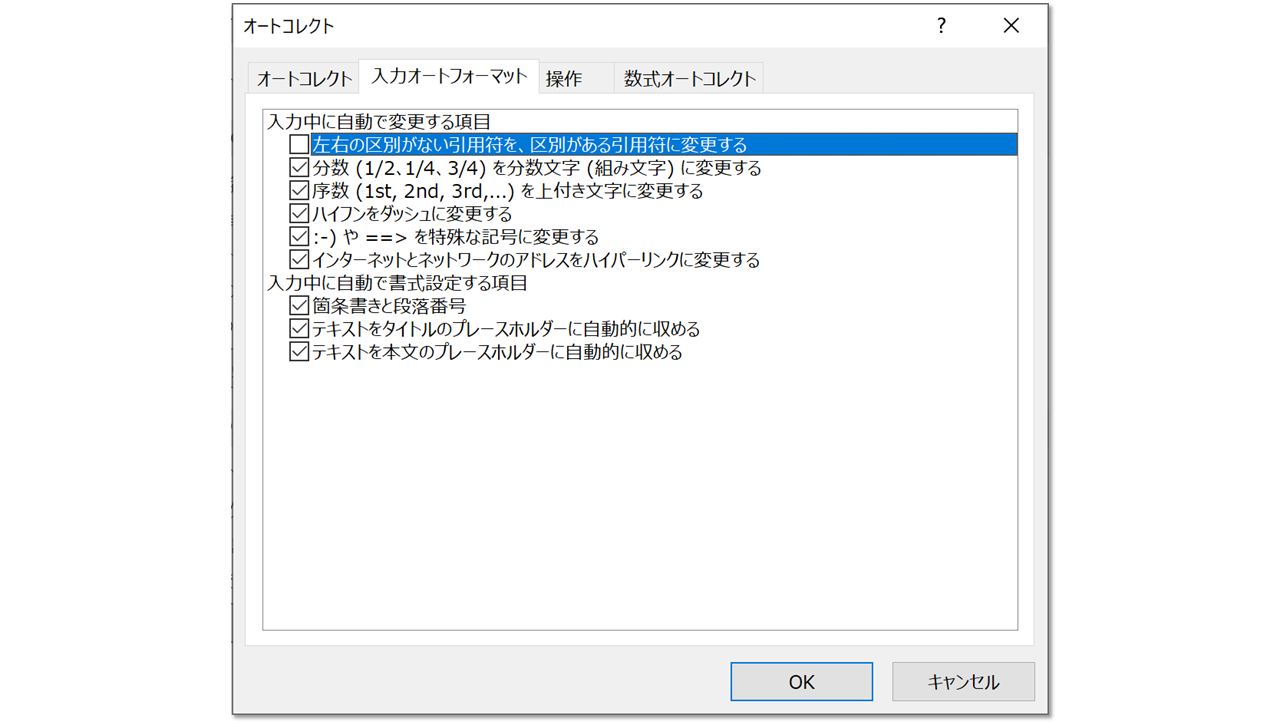 オートコレクト
?
オートコレクト 入力オートフォーマット 操作 数式オートコレクト
入力中に自動で変更する項目
左右の区別がない引用符を、区別がある引用符に変更する
分数 (1/2、1/4、3/4) を分数文字 (組み文字) に変更する
序数 (1st, 2nd, 3rd,...) を上付き文字に変更する
ハイフンをダッシュに変更する
:-) や ==> を特殊な記号に変更する
インターネットとネットワークのアドレスをハイパーリンクに変更する
入力中に自動で書式設定する項目
箇条書きと段落番号
テキストをタイトルのプレースホルダーに自動的に収める
テキストを本文のプレースホルダーに自動的に収める
OK キャンセル